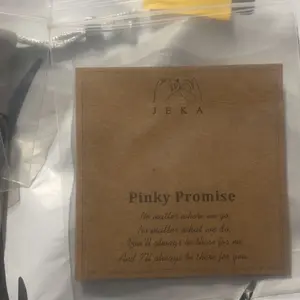 JEKA
Pinky Promise
No matter where we go
No matter what we do
You'll always be there for me
And I'll always be there for you